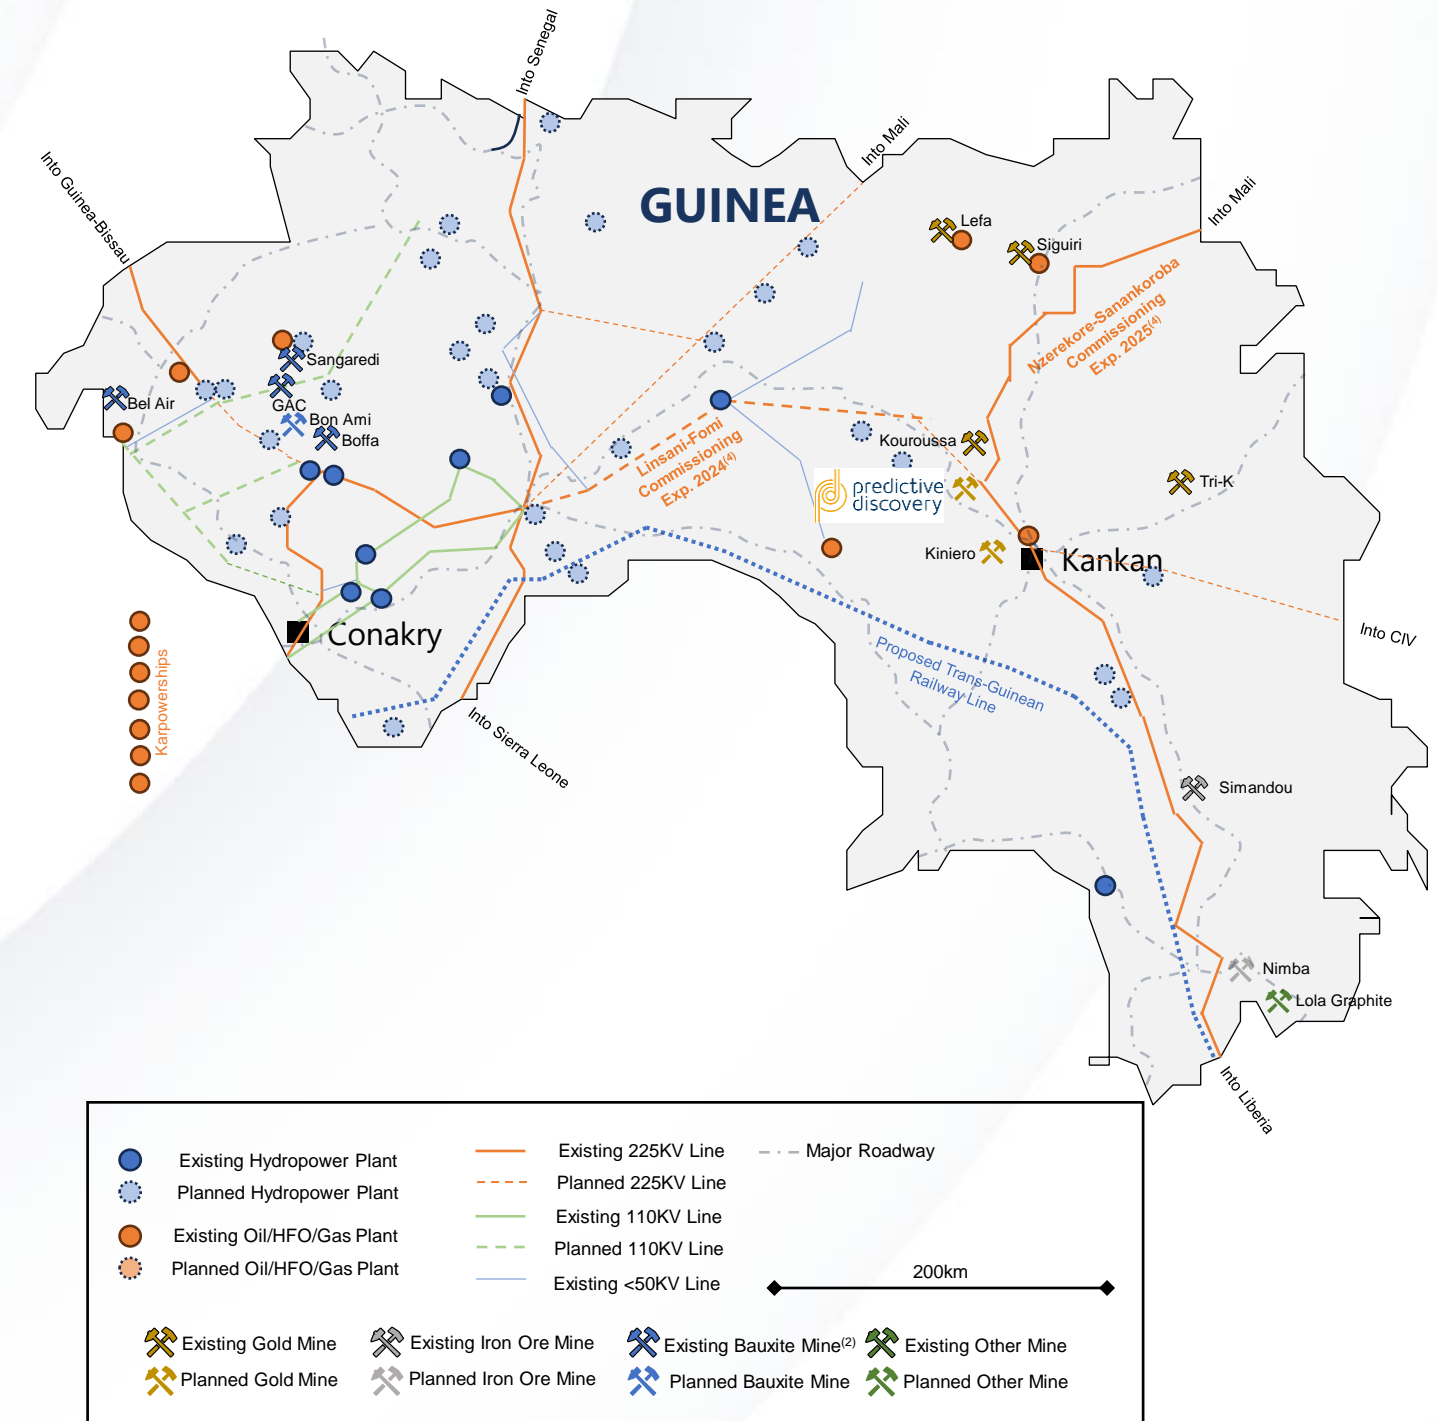 Into Senegal
Into Mali
Into Guinea-Bissau
GUINEA
Into Mali
Lefa
Siguiri
Nzerekore-Sanankoroba
Commissioning
Exp. 2025(4)
Sangaredi
Bel Air
GAC
Bon Ami
Boffa
Linsani-Fomi
Commissioning
Exp. 2024(4)
Kouroussa
predictive
discovery
Tri-K
Kiniero
Kankan
Conakry
Into CIV
Karpowerships
Proposed Trans-Guinean
Railway Line
Into Sierra Leone
Simandou
Nimba
Lola Graphite
Into Liberia
Existing Hydropower Plant
Planned Hydropower Plant
Existing Oil/HFO/Gas Plant
Planned Oil/HFO/Gas Plant
Existing 225KV Line
Planned 225KV Line
Existing 110KV Line
Planned 110KV Line
Existing <50KV Line
Major Roadway
200km
Existing Gold Mine
Existing Iron Ore Mine
Existing Bauxite Mine(2)
Existing Other Mine
Planned Gold Mine
Planned Iron Ore Mine
Planned Bauxite Mine
Planned Other Mine